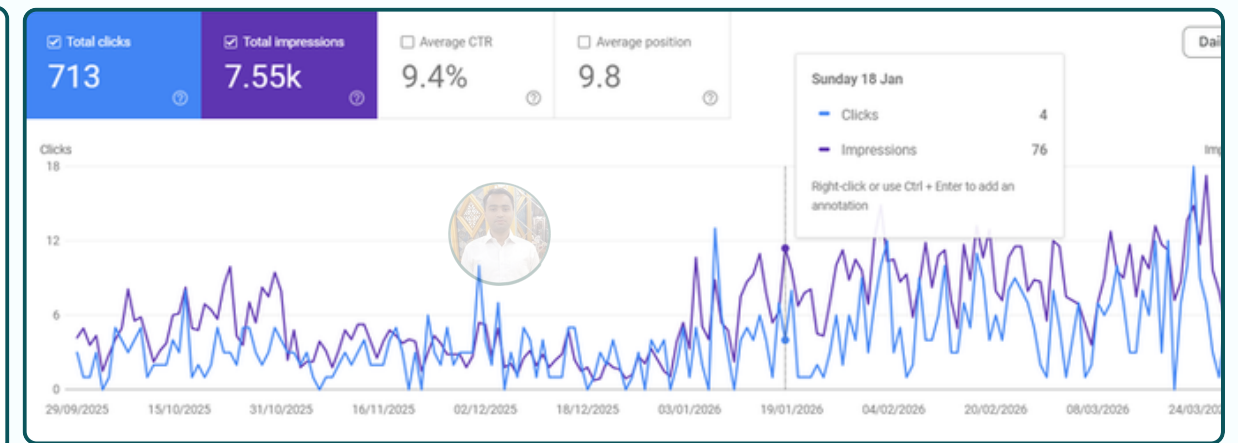 Total clicks
713
Total impressions
7.55k
Average CTR
9.4%
Average position
9.8
Sunday 18 Jan
Clicks 4
Impressions 76
Right-click or use Ctrl + Enter to add an
annotation
Clicks
18
12
6
0
29/09/2025 15/10/2025 31/10/2025 16/11/2025 02/12/2025 18/12/2025 03/01/2026 19/01/2026 04/02/2026 20/02/2026 08/03/2026